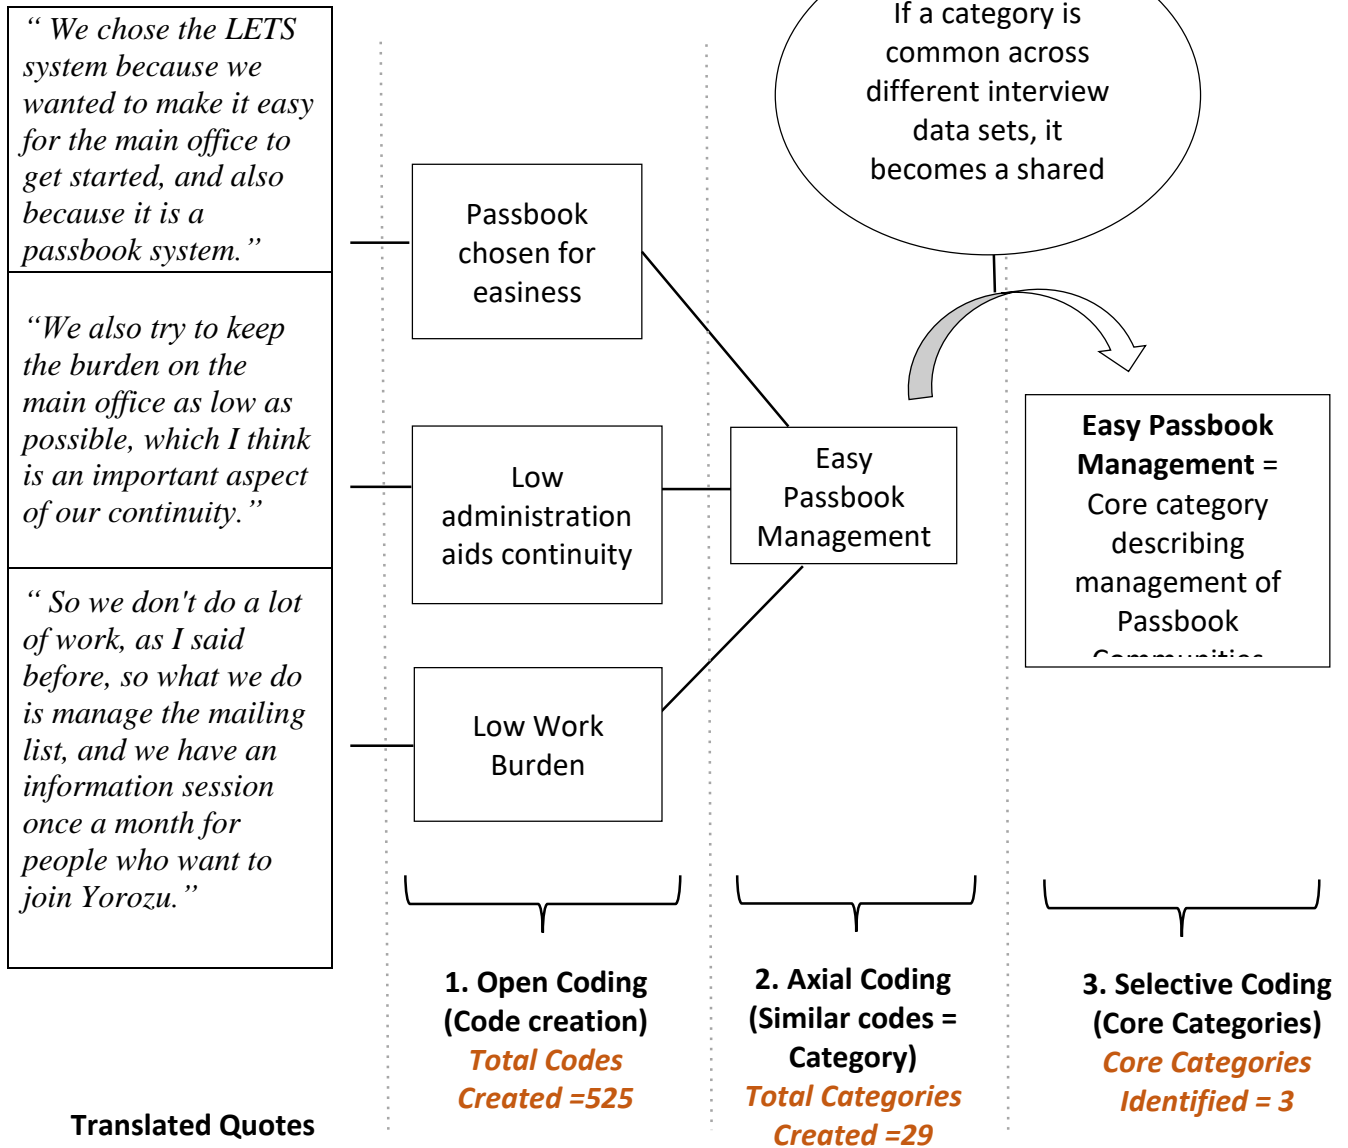 “ We chose the LETS
system because we
wanted to make it easy
for the main office to
get started, and also
because it is a
passbook system.”
“We also try to keep
the burden on the
main office as low as
possible, which I think
is an important aspect
of our continuity.”
“ So we don't do a lot
of work, as I said
before, so what we do
is manage the mailing
list, and we have an
information session
once a month for
people who want to
join Yorozu.”
Translated Quotes
Passbook
chosen for
easiness
Low
administration
aids continuity
Low Work
Burden
1. Open Coding
(Code creation)
Total Codes
Created =525
Easy
Passbook
Management
2. Axial Coding
(Similar codes =
Category)
Total Categories
Created =29
If a category is
common across
different interview
data sets, it
becomes a shared
Easy Passbook
Management =
Core category
describing
management of
Passbook
3. Selective Coding
(Core Categories)
Core Categories
Identified = 3